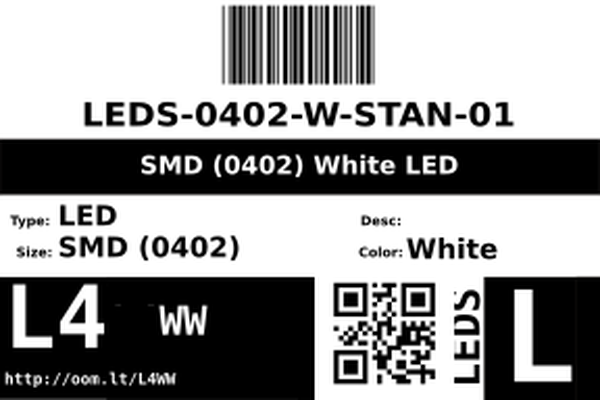 LEDS-0402-W-STAN-01
SMD (0402) White LED
Type: LED
Desc:
Size: SMD (0402)
Color: White
L4 WW
http://oom.lt/L4WW
LEDS
L